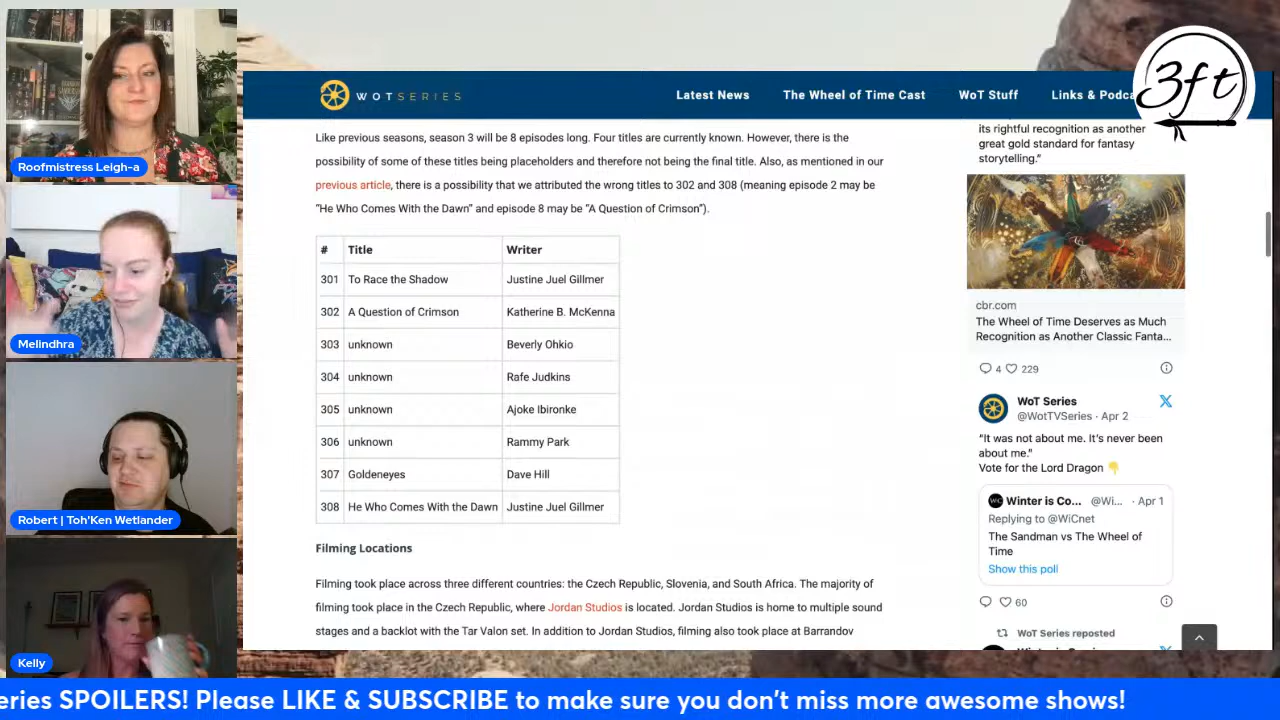 Roofmistress Leigh-a
Melindhra
Robert | Toh'Ken Wetlander
Kelly
3ft
WOTSERIES
Latest News
The Wheel of Time Cast
WoT Stuff
Links & Podca
Like previous seasons, season 3 will be 8 episodes long. Four titles are currently known. However, there is the
possibility of some of these titles being placeholders and therefore not being the final title. Also, as mentioned in our
previous article, there is a possibility that we attributed the wrong titles to 302 and 308 (meaning episode 2 may be
“He Who Comes With the Dawn” and episode 8 may be “A Question of Crimson”).
# Title Writer
301 To Race the Shadow Justine Juel Gillmer
302 A Question of Crimson Katherine B. McKenna
303 unknown Beverly Ohkio
304 unknown Rafe Judkins
305 unknown Ajoke Ibironke
306 unknown Rammy Park
307 Goldeneyes Dave Hill
308 He Who Comes With the Dawn Justine Juel Gillmer
Filming Locations
Filming took place across three different countries: the Czech Republic, Slovenia, and South Africa. The majority of
filming took place in the Czech Republic, where Jordan Studios is located. Jordan Studios is home to multiple sound
stages and a backlot with the Tar Valon set. In addition to Jordan Studios, filming also took place at Barrandov
its rightful recognition as another
great gold standard for fantasy
storytelling.”
cbr.com
The Wheel of Time Deserves as Much
Recognition as Another Classic Fanta...
4 229
WoT Series
@WotTVSeries · Apr 2
“It was not about me. It's never been
about me.”
Vote for the Lord Dragon 👇
Winter is Co... @Wi... · Apr 1
Replying to @WiCnet
The Sandman vs The Wheel of
Time
Show this poll
60
WoT Series reposted
eries SPOILERS! Please LIKE & SUBSCRIBE to make sure you don't miss more awesome shows!